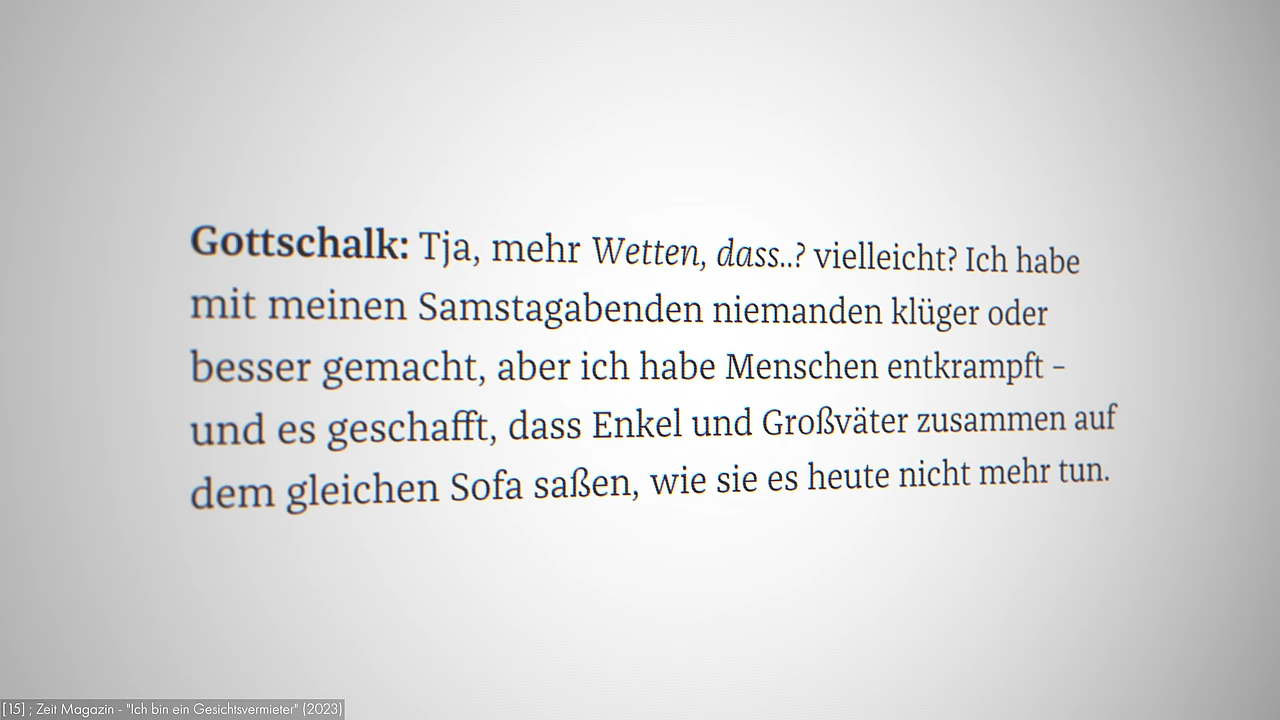 Gottschalk: Tja, mehr Wetten, dass..? vielleicht? Ich habe
mit meinen Samstagabenden niemanden klüger oder
besser gemacht, aber ich habe Menschen entkrampft –
und es geschafft, dass Enkel und Großväter zusammen auf
dem gleichen Sofa saßen, wie sie es heute nicht mehr tun.
[15] ; Zeit Magazin - "Ich bin ein Gesichtsvermieter" (2023)